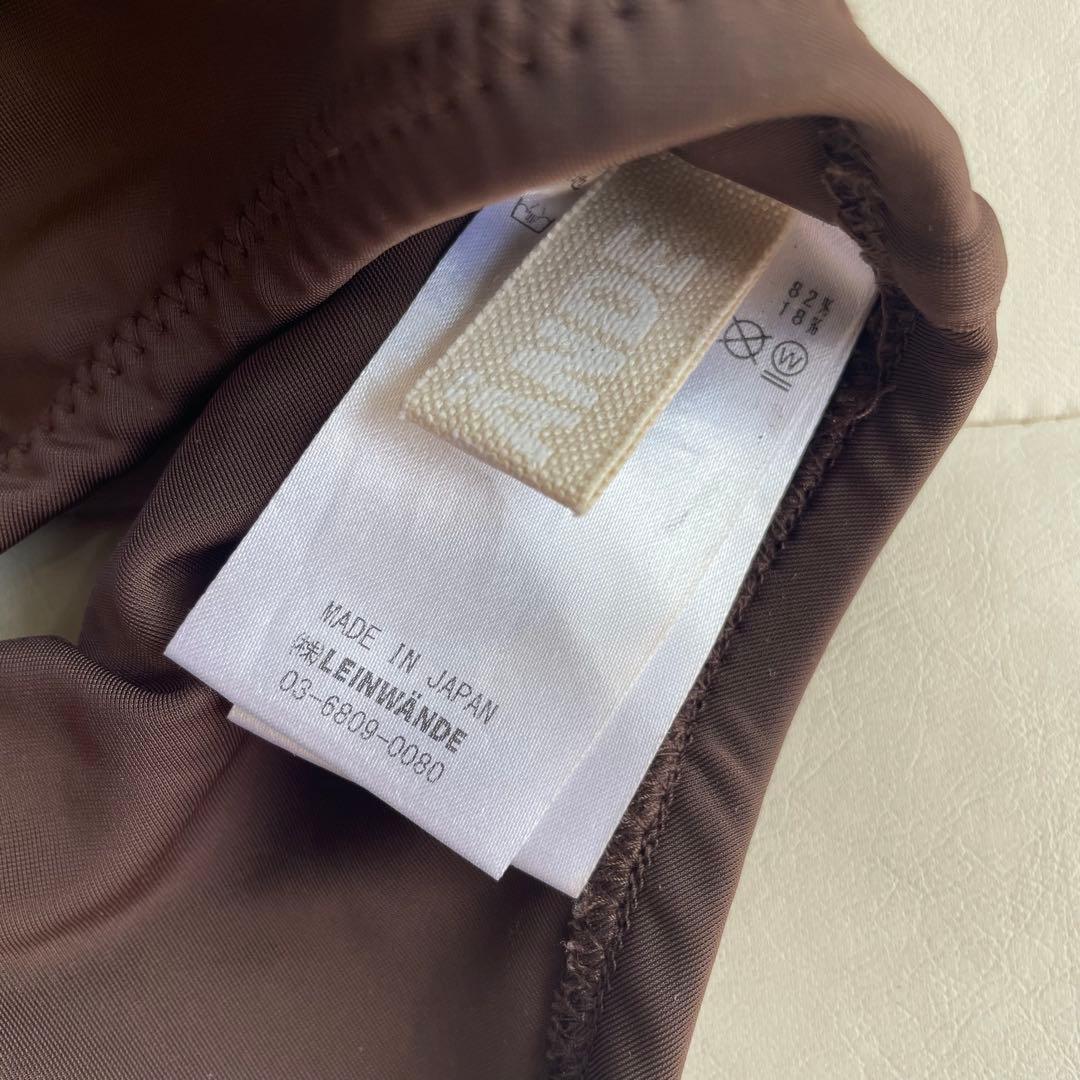 82%
18%
W
MADE IN JAPAN
㈱LEINWÄNDE
03-6809-0080